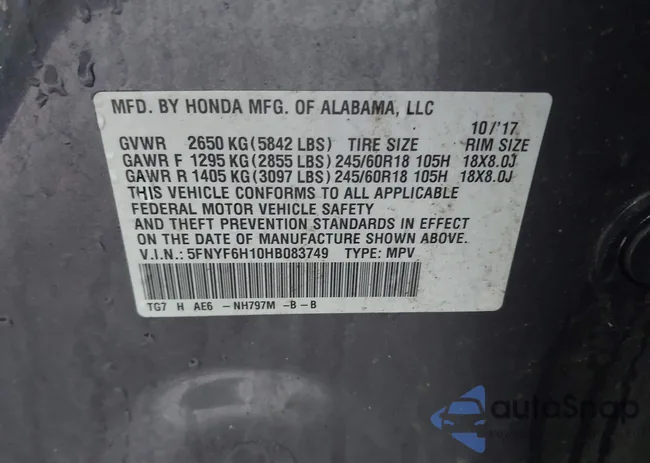 MFD. BY HONDA MFG. OF ALABAMA, LLC
10/'17
GVWR 2650 KG(5842 LBS) TIRE SIZE RIM SIZE
GAWR F 1295 KG(2855 LBS) 245/60R18 105H 18X8.0J
GAWR R 1405 KG(3097 LBS) 245/60R18 105H 18X8.0J
THIS VEHICLE CONFORMS TO ALL APPLICABLE
FEDERAL MOTOR VEHICLE SAFETY
AND THEFT PREVENTION STANDARDS IN EFFECT
ON THE DATE OF MANUFACTURE SHOWN ABOVE.
V.I.N.: 5FNYF6H10HB083749 TYPE: MPV
TG7 H AE6 -NH797M -B-B
autoSnap